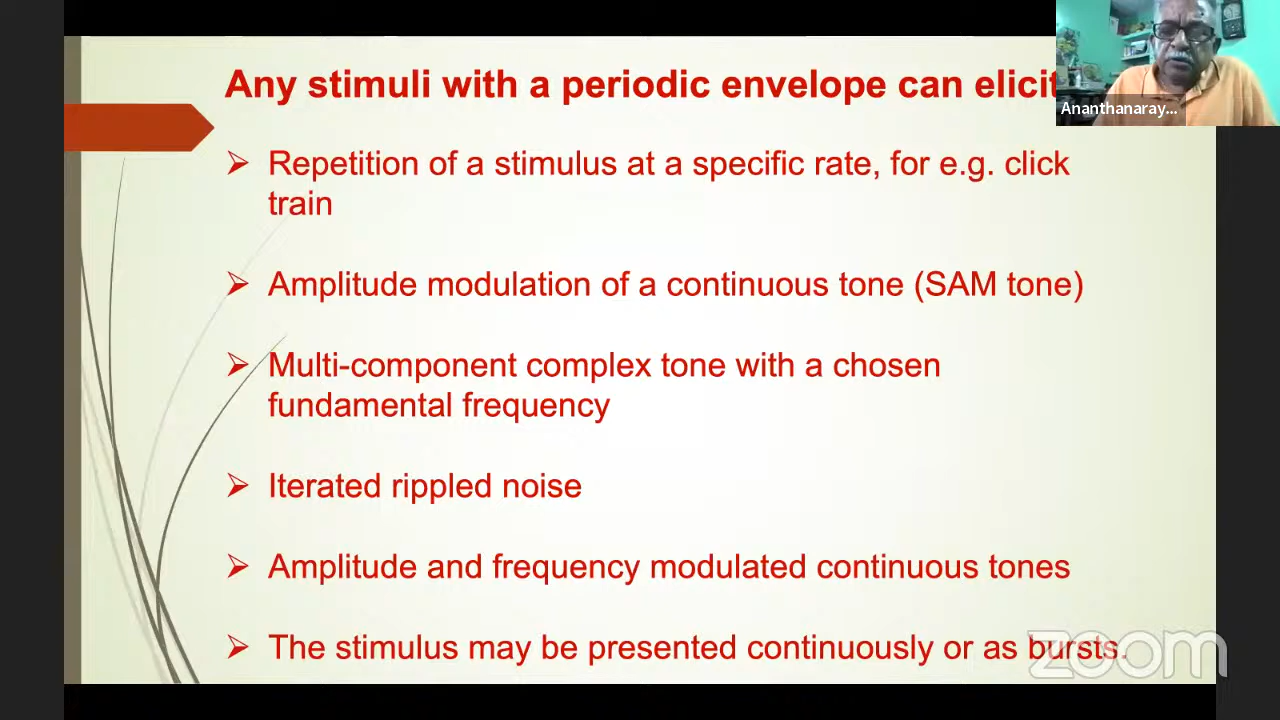 Any stimuli with a periodic envelope can elicit
Ananthanaray...
➢ Repetition of a stimulus at a specific rate, for e.g. click
train
➢ Amplitude modulation of a continuous tone (SAM tone)
➢ Multi-component complex tone with a chosen
fundamental frequency
➢ Iterated rippled noise
➢ Amplitude and frequency modulated continuous tones
➢ The stimulus may be presented continuously or as bursts.
zoom